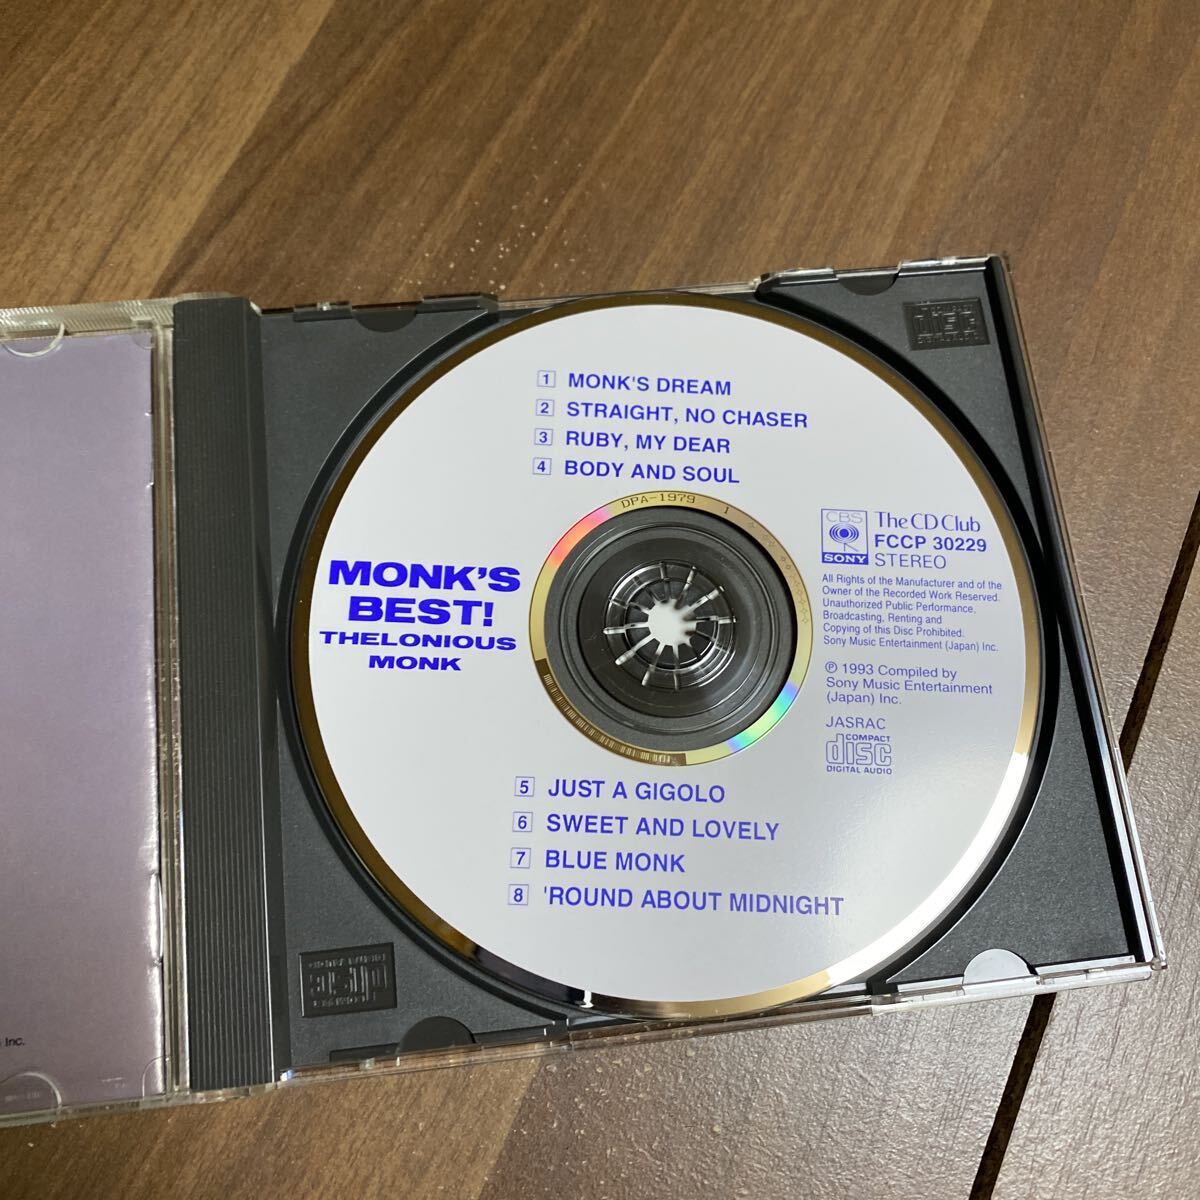 1 MONK'S DREAM
2 STRAIGHT, NO CHASER
3 RUBY, MY DEAR
4 BODY AND SOUL
DPA-1979 1
MONK'S
BEST!
THELONIOUS
MONK
CBS
SONY
The CD Club
FCCP 30229
STEREO
All Rights of the Manufacturer and of the
Owner of the Recorded Work Reserved.
Unauthorized Public Performance,
Broadcasting, Renting and
Copying of this Disc Prohibited.
Sony Music Entertainment (Japan) Inc.
Ⓟ 1993 Compiled by
Sony Music Entertainment
(Japan) Inc.
JASRAC
COMPACT
disc
DIGITAL AUDIO
5 JUST A GIGOLO
6 SWEET AND LOVELY
7 BLUE MONK
8 'ROUND ABOUT MIDNIGHT
Inc.